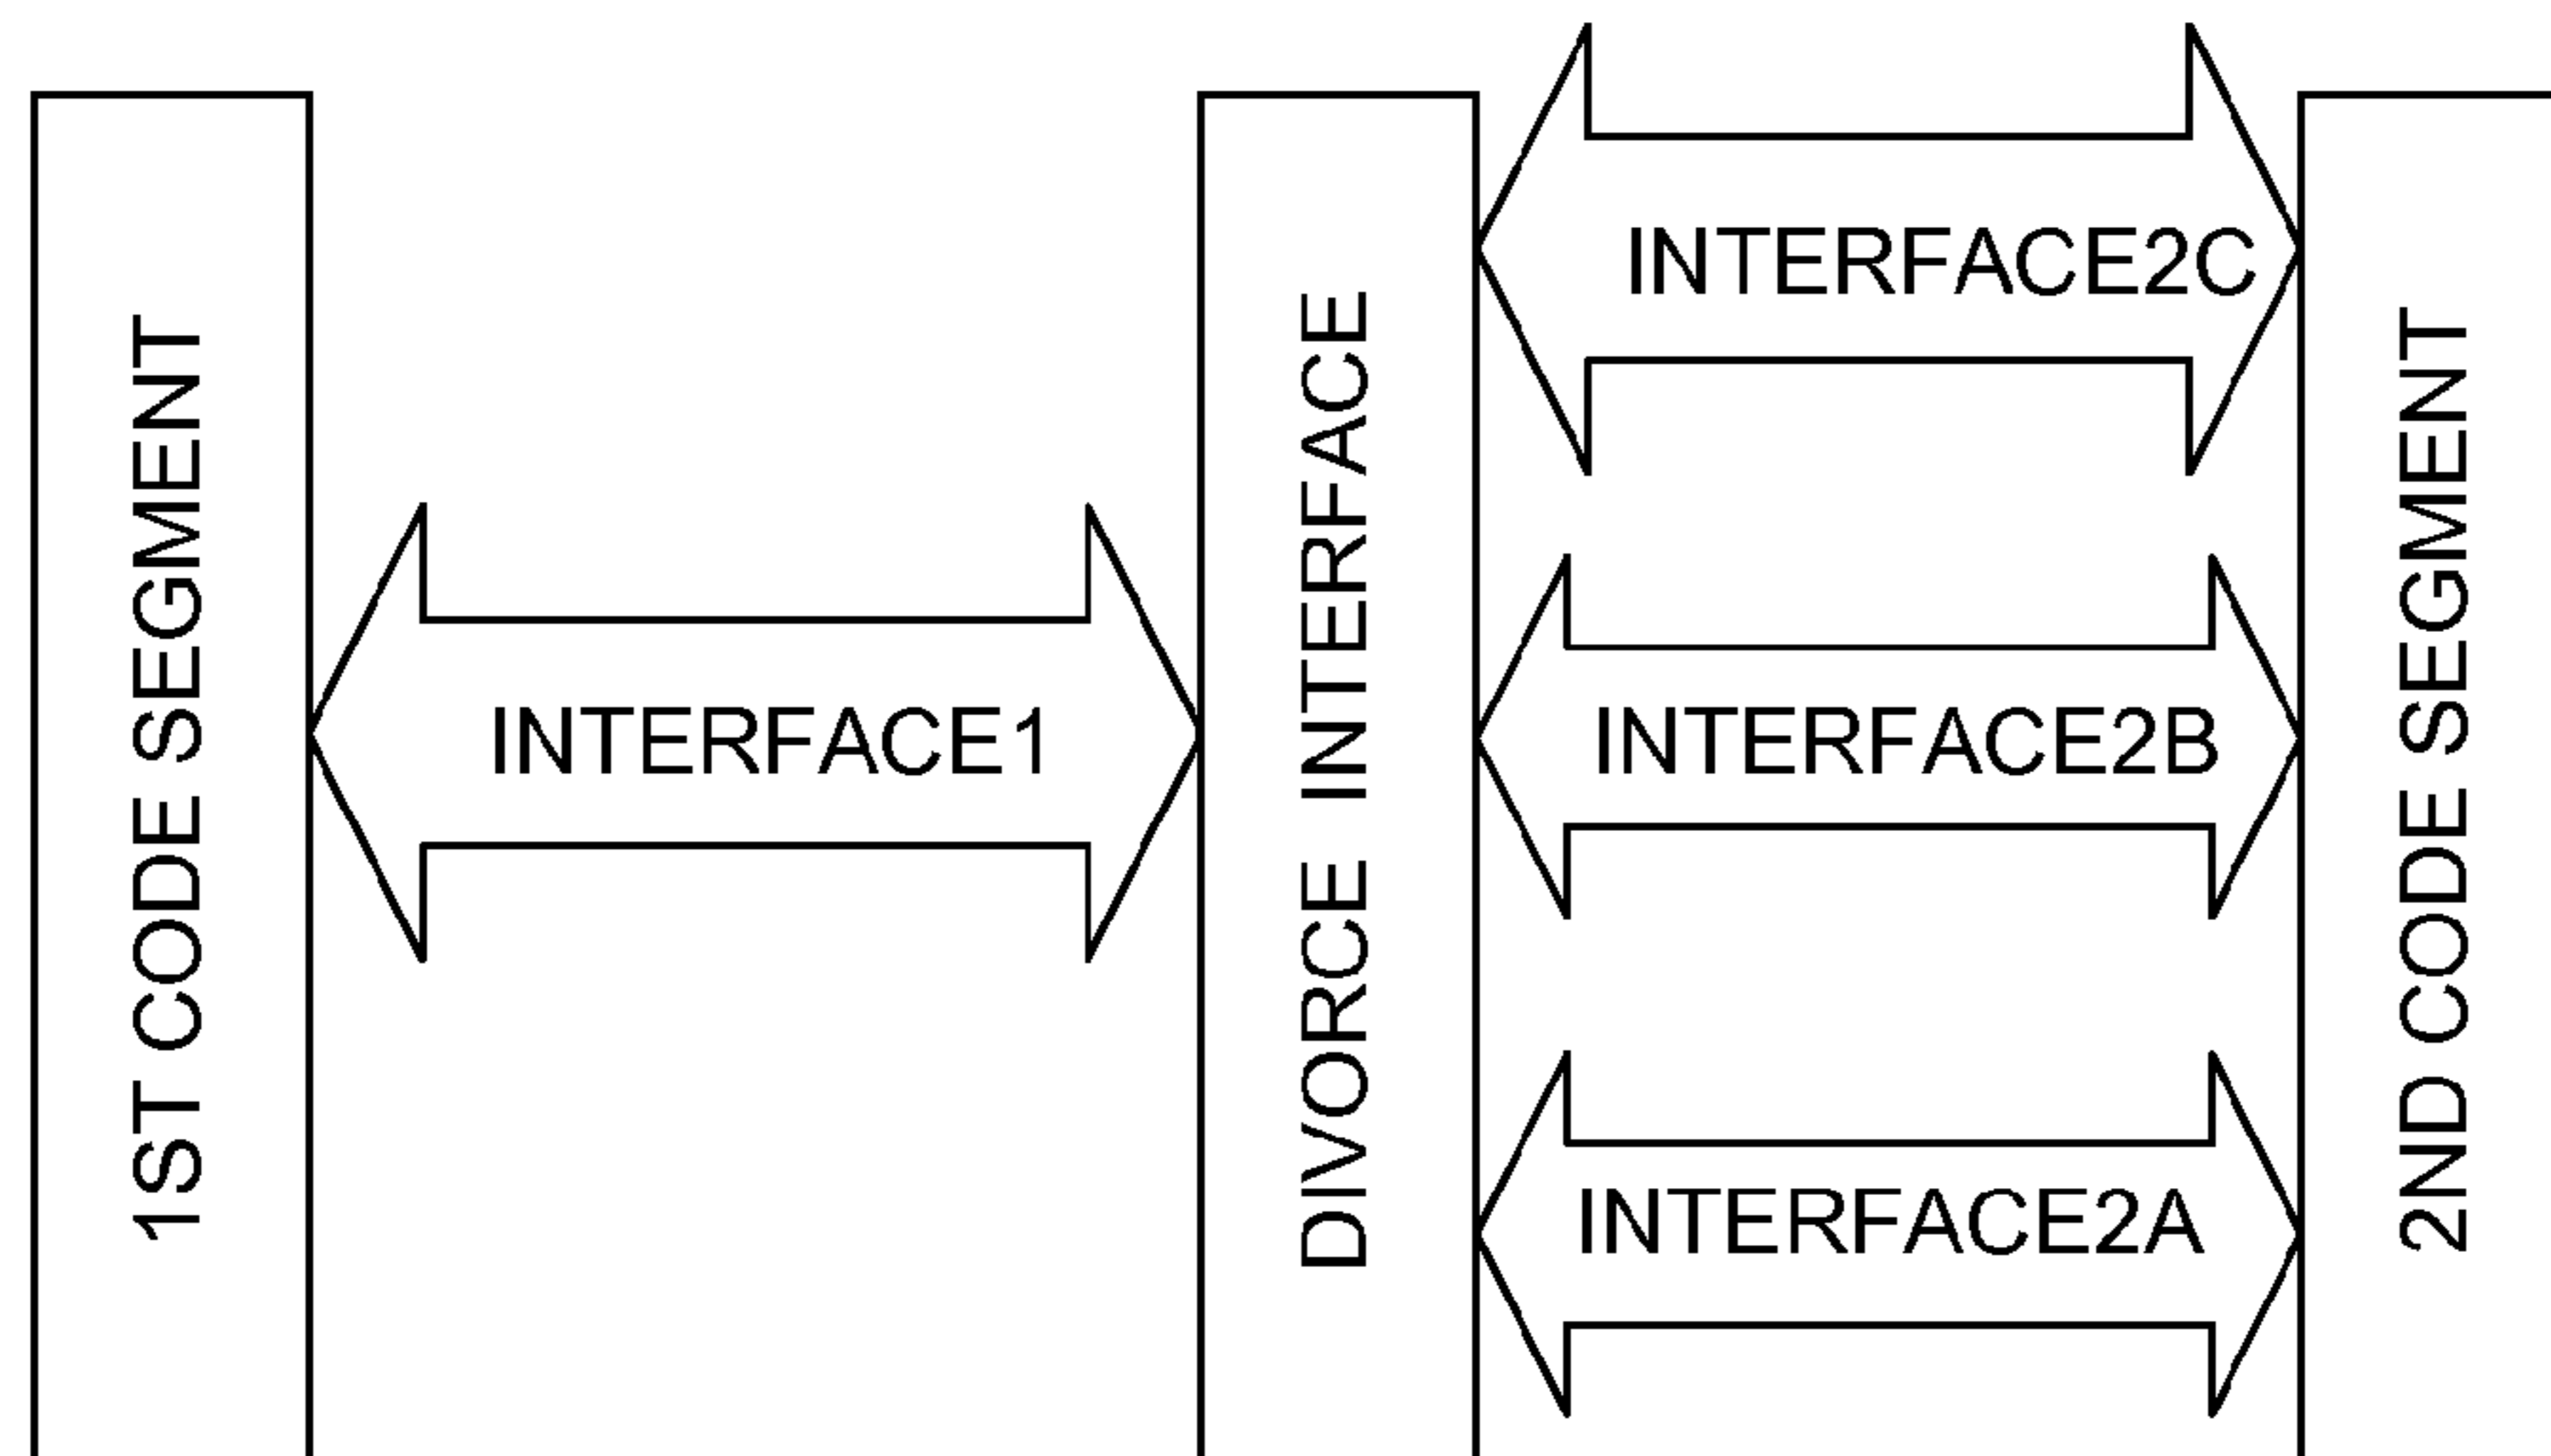 1ST CODE SEGMENT
INTERFACE1
DIVORCE INTERFACE
INTERFACE2C
INTERFACE2B
INTERFACE2A
2ND CODE SEGMENT